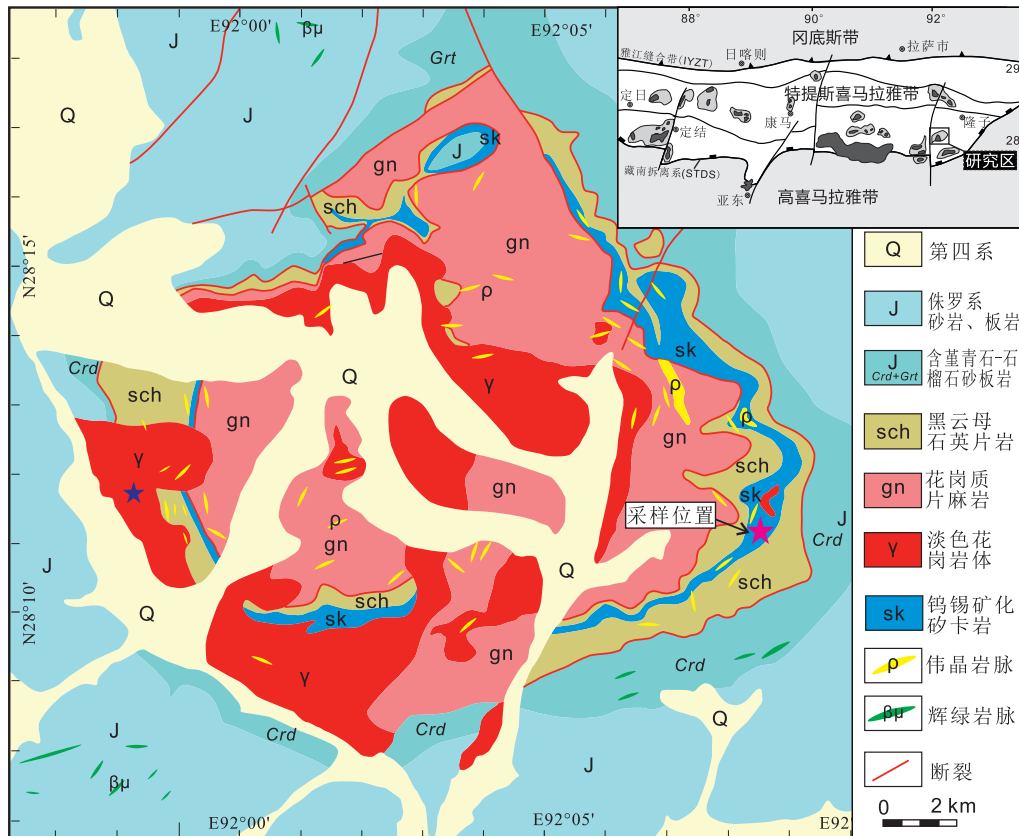 E92°00′
E92°05′
88°
90°
92°
冈底斯带
拉萨市
雅江缝合带(IYZT)
日喀则
29
特提斯喜马拉雅带
定日
康马
隆子
定结
28
研究区
藏南拆离系(STDS)
亚东
高喜马拉雅带
J
βμ
Grt
Q
J
J
sk
gn
sch
gn
N28°15′
Q
ρ
sk
Crd
Q
γ
sch
gn
ρ
ρ
gn
sch
γ
gn
sk
采样位置
J
Crd
ρ
gn
J
Q
sch
sch
sk
Q
N28°10′
gn
Crd
γ
Q
Crd
Crd
J
J
βμ
E92°00′
E92°05′
E92°
Q
第四系
J
侏罗系
砂岩、板岩
J
Crd+Grt
含堇青石-石
榴石砂板岩
sch
黑云母
石英片岩
gn
花岗质
片麻岩
γ
淡色花
岗岩体
sk
钨锡矿化
矽卡岩
ρ
伟晶岩脉
βμ
辉绿岩脉
断裂
0
2 km